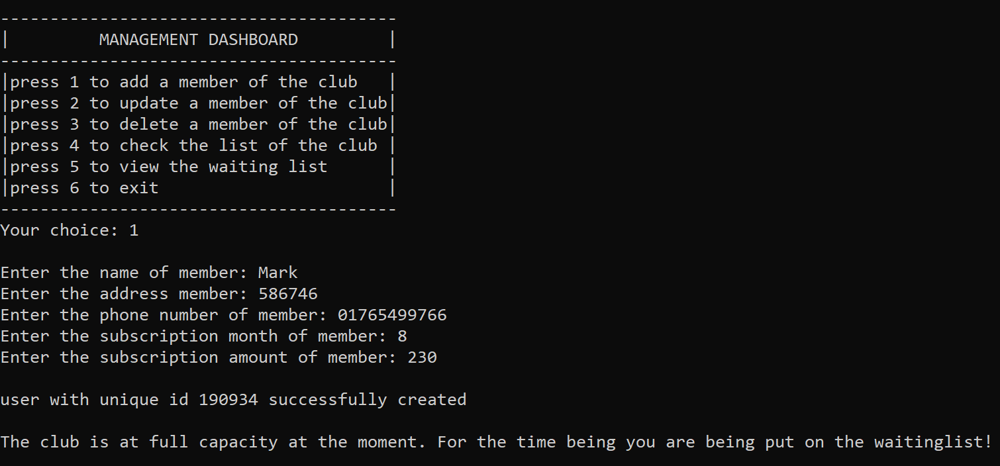 ----------------------------------------
|         MANAGEMENT DASHBOARD         |
----------------------------------------
|press 1 to add a member of the club   |
|press 2 to update a member of the club|
|press 3 to delete a member of the club|
|press 4 to check the list of the club |
|press 5 to view the waiting list      |
|press 6 to exit                       |
----------------------------------------
Your choice: 1
Enter the name of member: Mark
Enter the address member: 586746
Enter the phone number of member: 01765499766
Enter the subscription month of member: 8
Enter the subscription amount of member: 230
user with unique id 190934 successfully created
The club is at full capacity at the moment. For the time being you are being put on the waitinglist!